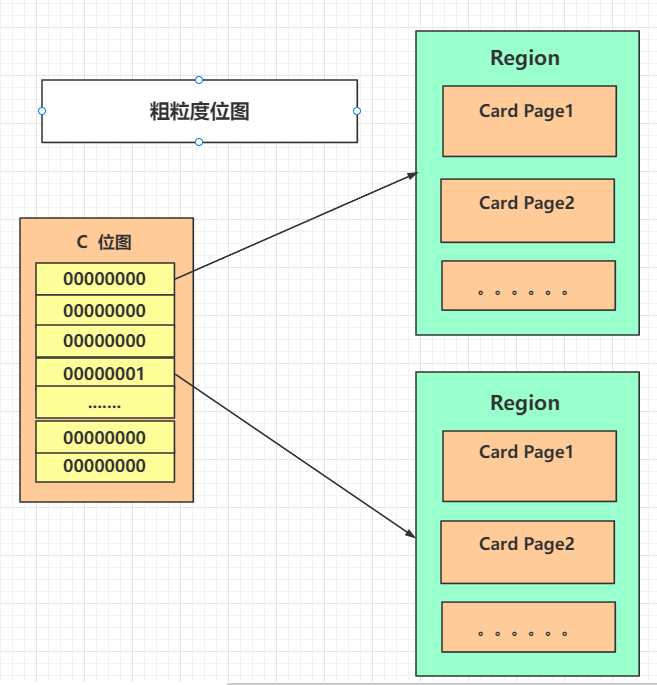 粗粒度位图
C 位图
00000000
00000000
00000000
00000001
.......
00000000
00000000
Region
Card Page1
Card Page2
。。。。。。
Region
Card Page1
Card Page2
。。。。。。